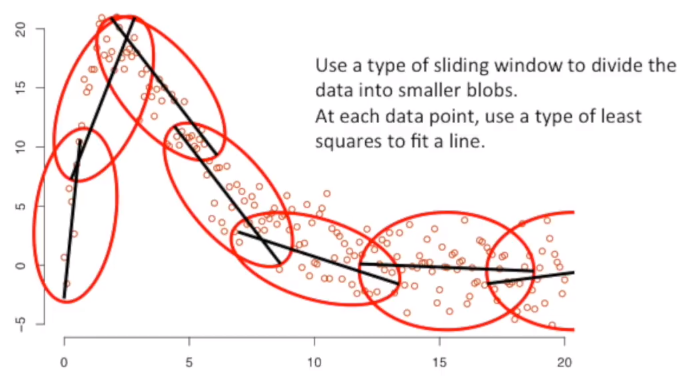 20
15
10
5
0
-5
0 5 10 15 20
Use a type of sliding window to divide the
data into smaller blobs.
At each data point, use a type of least
squares to fit a line.